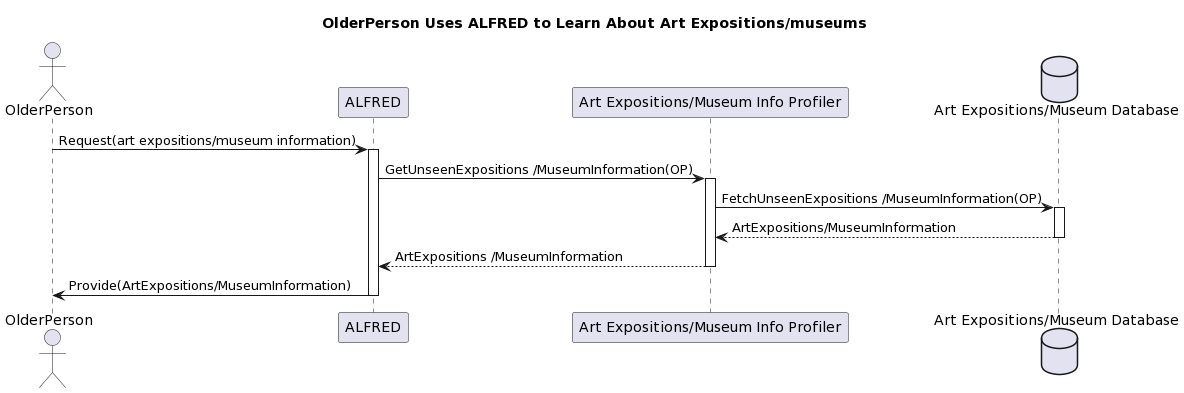 OlderPerson Uses ALFRED to Learn About Art Expositions/museums
OlderPerson
ALFRED
Art Expositions/Museum Info Profiler
Art Expositions/Museum Database
Request(art expositions/museum information)
GetUnseenExpositions /MuseumInformation(OP)
FetchUnseenExpositions /MuseumInformation(OP)
ArtExpositions/MuseumInformation
ArtExpositions /MuseumInformation
Provide(ArtExpositions/MuseumInformation)
OlderPerson
ALFRED
Art Expositions/Museum Info Profiler
Art Expositions/Museum Database